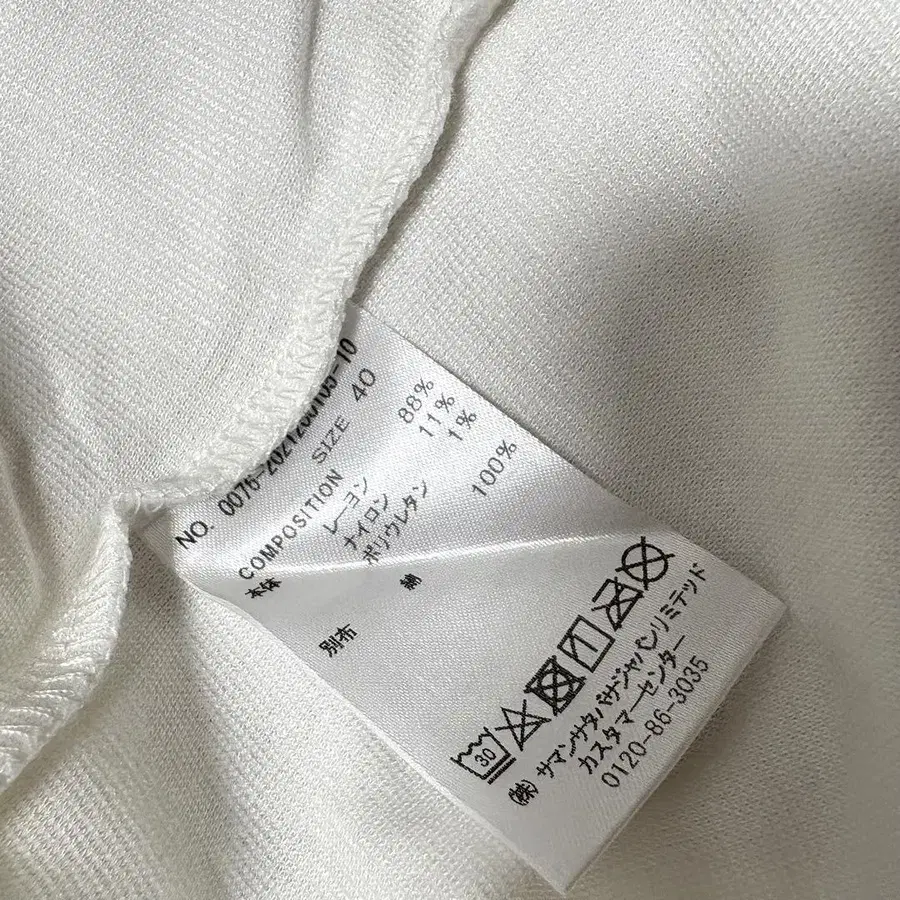 NO. 0076-2021200105-10
SIZE 40
COMPOSITION
本体 レーヨン 88%
ナイロン 11%
ポリウレタン 1%
別布 綿 100%
30
(株) サマンサタバサジャパンリミテッド
カスタマーセンター
0120-86-3035